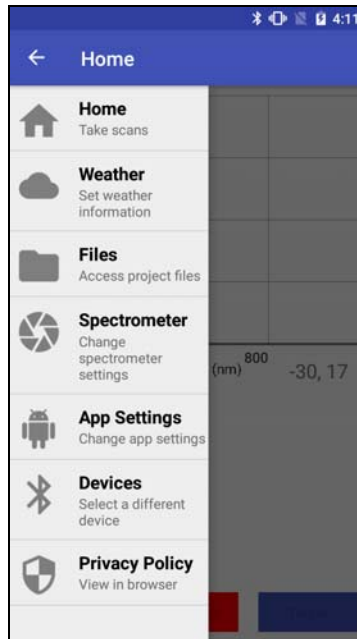 4:11
Home
Home
Take scans
Weather
Set weather
information
Files
Access project files
Spectrometer
Change
spectrometer
settings
(nm)
800
-30, 17
App Settings
Change app settings
Devices
Select a different
device
Privacy Policy
View in browser